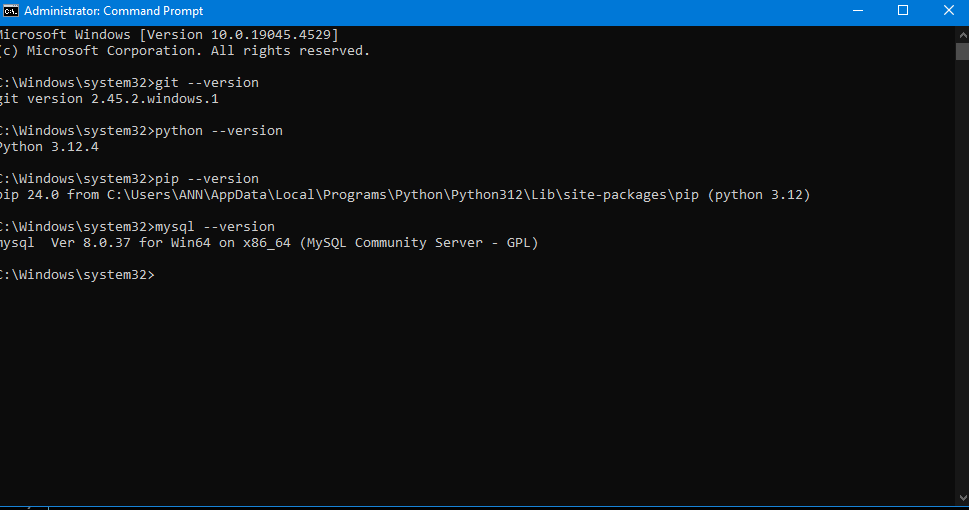 Administrator: Command Prompt
Microsoft Windows [Version 10.0.19045.4529]
(c) Microsoft Corporation. All rights reserved.
C:\Windows\system32>git --version
git version 2.45.2.windows.1
C:\Windows\system32>python --version
Python 3.12.4
C:\Windows\system32>pip --version
pip 24.0 from C:\Users\ANN\AppData\Local\Programs\Python\Python312\Lib\site-packages\pip (python 3.12)
C:\Windows\system32>mysql --version
mysql  Ver 8.0.37 for Win64 on x86_64 (MySQL Community Server - GPL)
C:\Windows\system32>